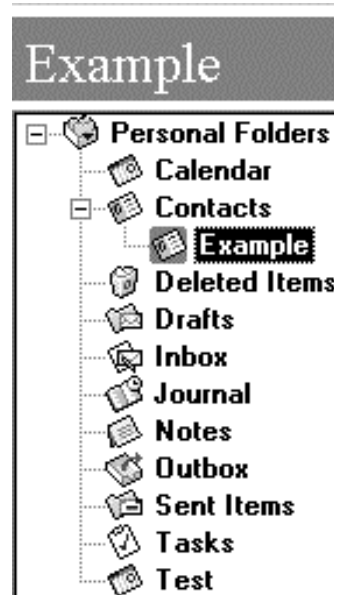 Example
Personal Folders
Calendar
Contacts
Example
Deleted Items
Drafts
Inbox
Journal
Notes
Outbox
Sent Items
Tasks
Test